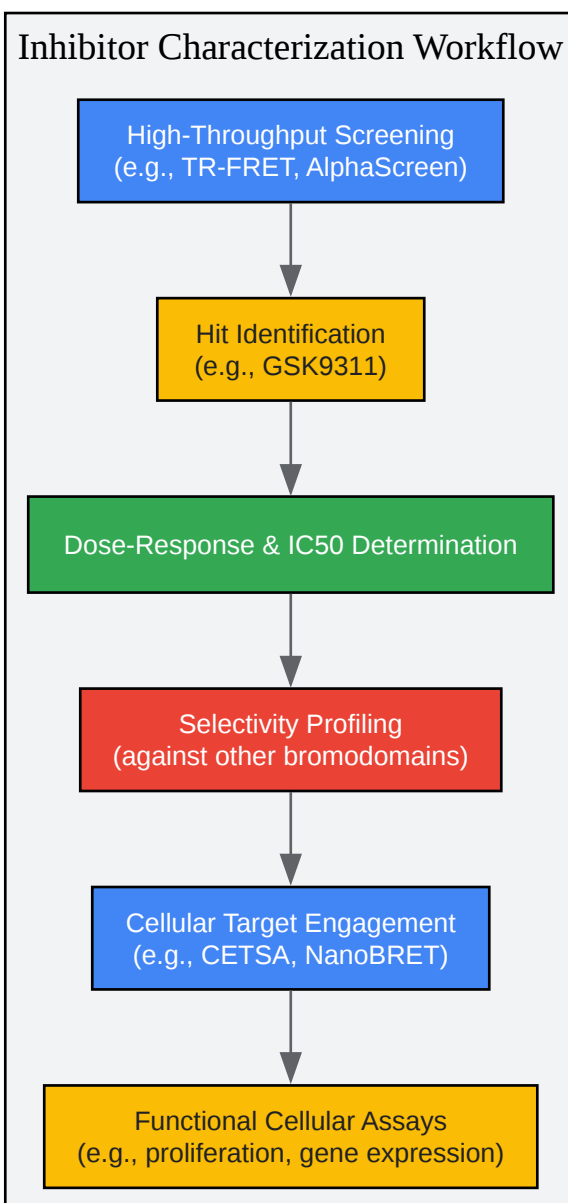 Inhibitor Characterization Workflow
High-Throughput Screening
(e.g., TR-FRET, AlphaScreen)
Hit Identification
(e.g., GSK9311)
Dose-Response & IC50 Determination
Selectivity Profiling
(against other bromodomains)
Cellular Target Engagement
(e.g., CETSA, NanoBRET)
Functional Cellular Assays
(e.g., proliferation, gene expression)